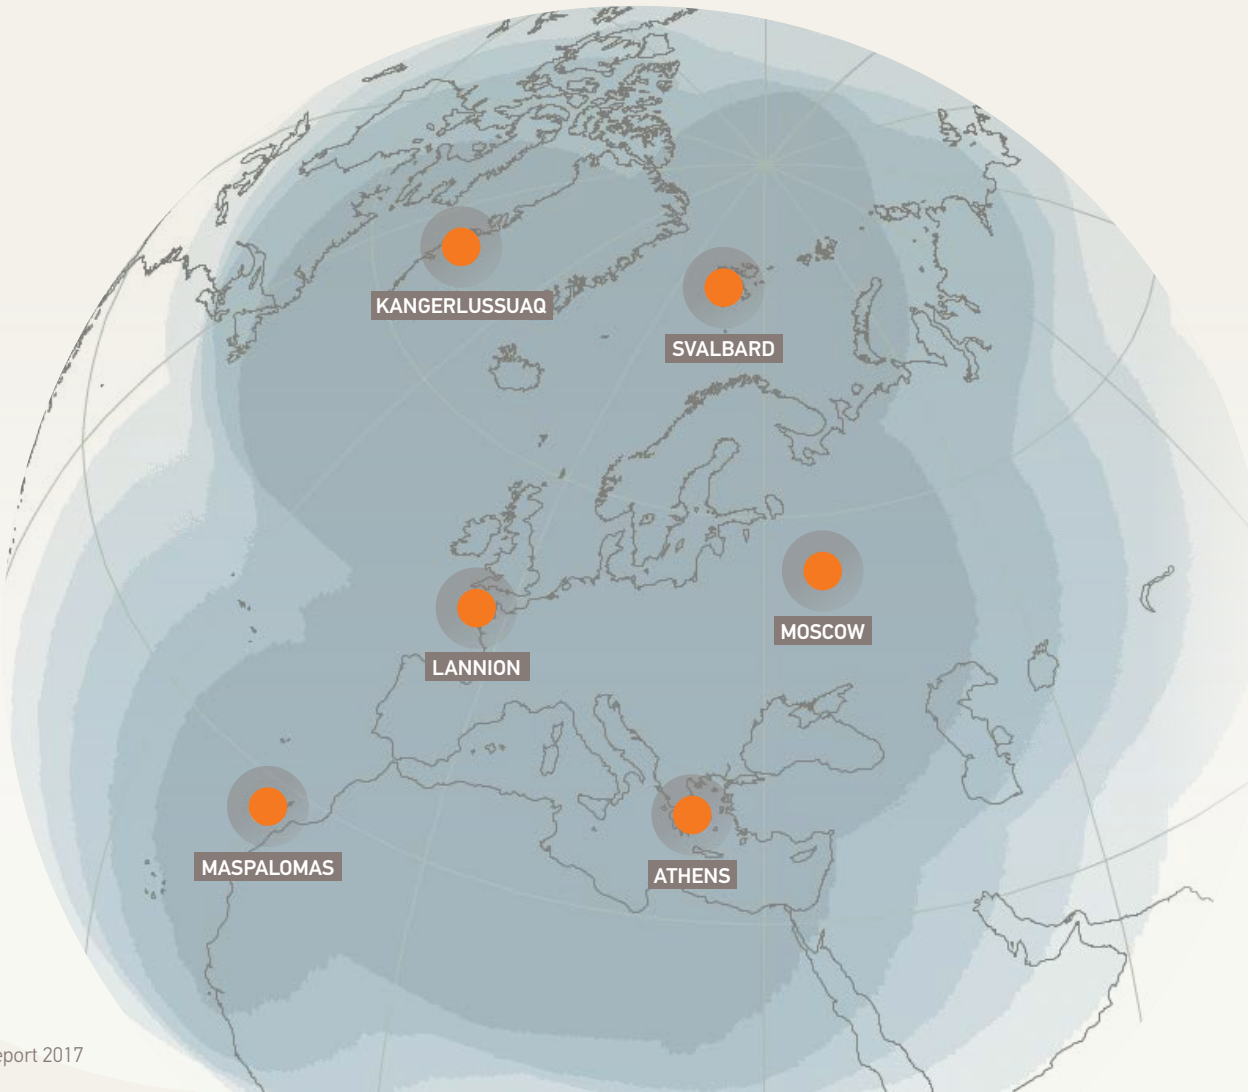 KANGERLUSSUAQ
SVALBARD
MOSCOW
LANNION
MASPALOMAS
ATHENS
eport 2017